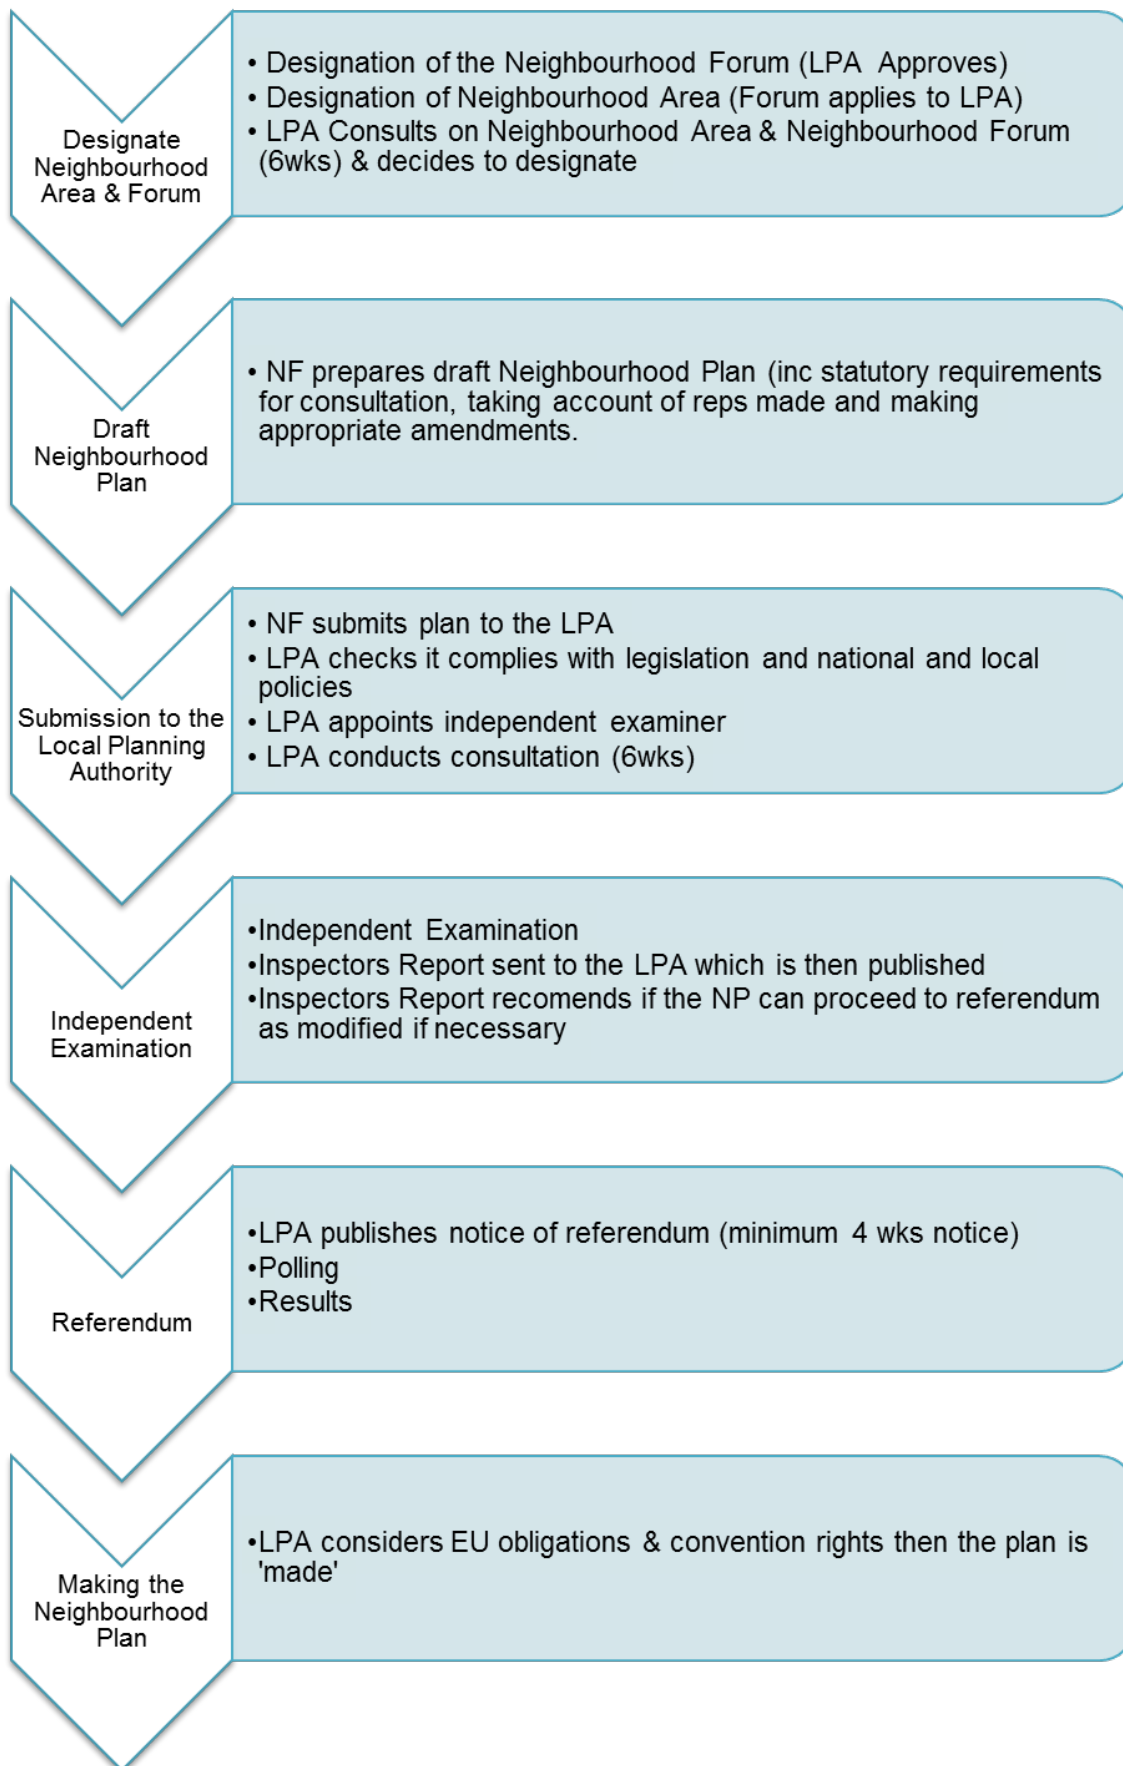 Designate
Neighbourhood
Area & Forum
• Designation of the Neighbourhood Forum (LPA Approves)
• Designation of Neighbourhood Area (Forum applies to LPA)
• LPA Consults on Neighbourhood Area & Neighbourhood Forum
(6wks) & decides to designate
Draft
Neighbourhood
Plan
• NF prepares draft Neighbourhood Plan (inc statutory requirements
for consultation, taking account of reps made and making
appropriate amendments.
Submission to the
Local Planning
Authority
• NF submits plan to the LPA
• LPA checks it complies with legislation and national and local
policies
• LPA appoints independent examiner
• LPA conducts consultation (6wks)
Independent
Examination
•Independent Examination
•Inspectors Report sent to the LPA which is then published
•Inspectors Report recomends if the NP can proceed to referendum
as modified if necessary
Referendum
•LPA publishes notice of referendum (minimum 4 wks notice)
•Polling
•Results
Making the
Neighbourhood
Plan
•LPA considers EU obligations & convention rights then the plan is
'made'